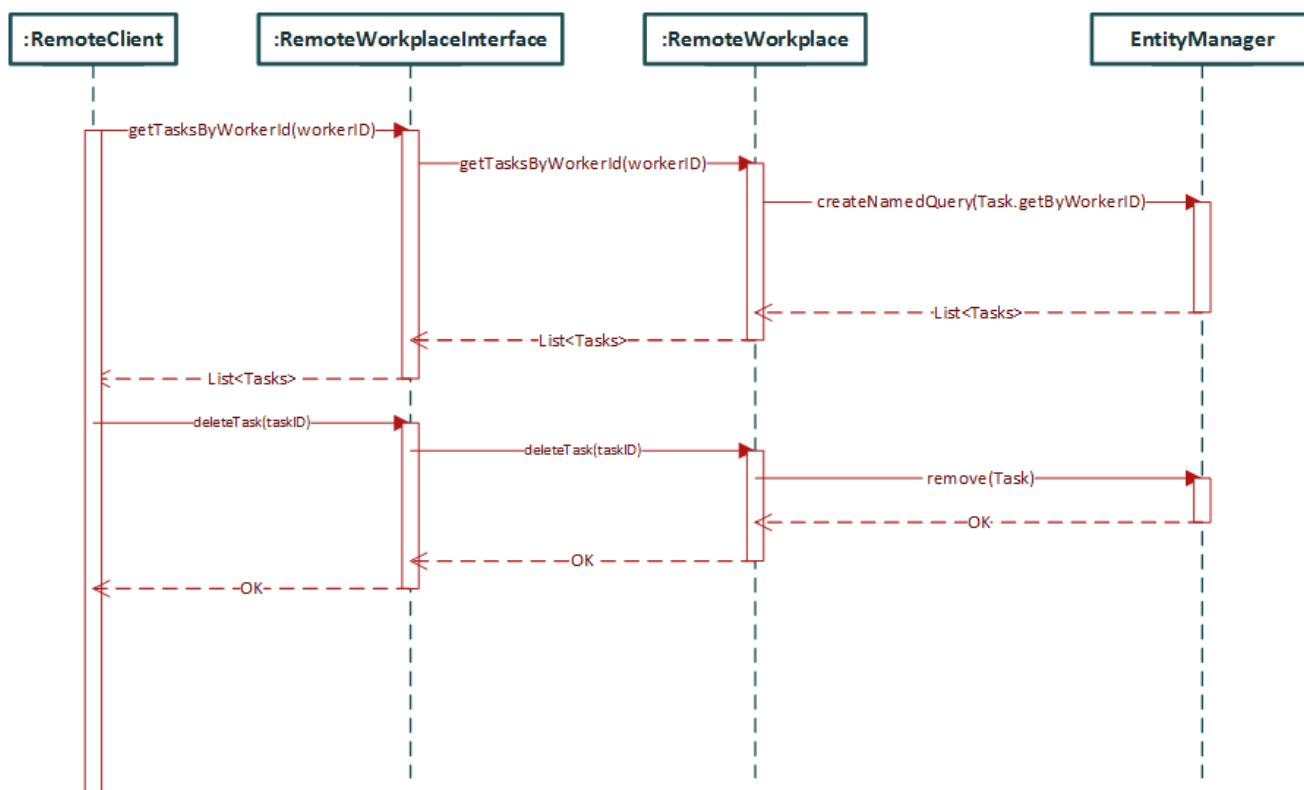 :RemoteClient
:RemoteWorkplaceInterface
:RemoteWorkplace
EntityManager
getTasksByWorkerId(workerID)
getTasksByWorkerId(workerID)
createNamedQuery(Task.getByWorkerID)
List<Tasks>
List<Tasks>
List<Tasks>
deleteTask(taskID)
deleteTask(taskID)
remove(Task)
OK
OK
OK